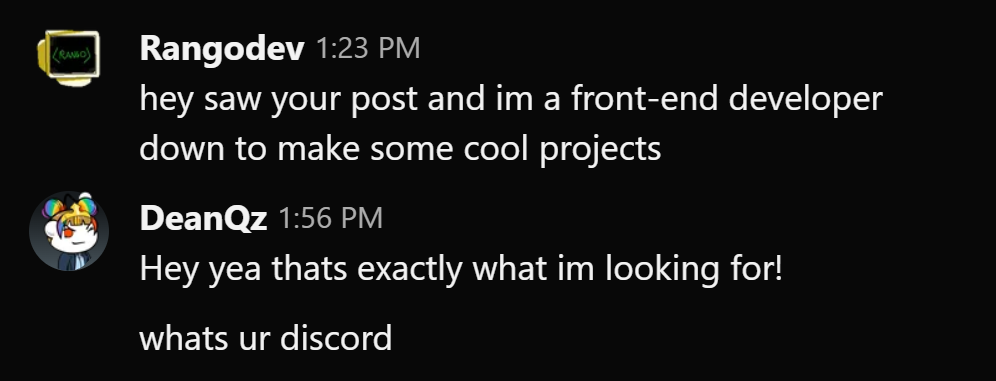 <RANGO>
Rangodev 1:23 PM
hey saw your post and im a front-end developer
down to make some cool projects
DeanQz 1:56 PM
Hey yea thats exactly what im looking for!
whats ur discord